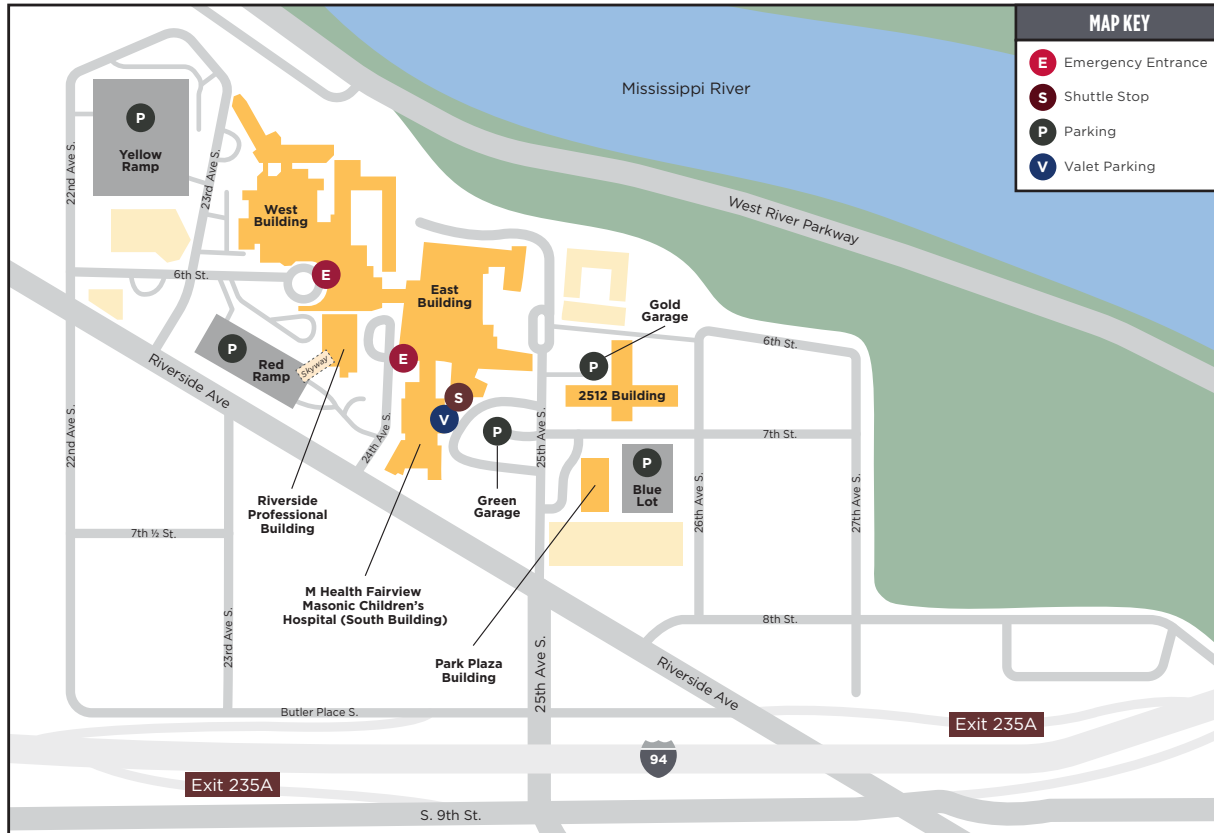 MAP KEY
E Emergency Entrance
S Shuttle Stop
P Parking
V Valet Parking
Mississippi River
West River Parkway
P
Yellow
Ramp
22nd Ave S.
23rd Ave S.
West
Building
6th St.
E
East
Building
Gold
Garage
P
Red
Ramp
Skyway
E
P
6th St.
2512 Building
Riverside Ave
S
V
P
24th Ave S.
25th Ave S.
7th St.
22nd Ave S.
P
Blue
Lot
Riverside
Professional
Building
Green
Garage
26th Ave S.
27th Ave S.
7th ½ St.
M Health Fairview
Masonic Children's
Hospital (South Building)
23rd Ave S.
8th St.
Park Plaza
Building
25th Ave S.
Riverside Ave
Butler Place S.
Exit 235A
94
Exit 235A
S. 9th St.